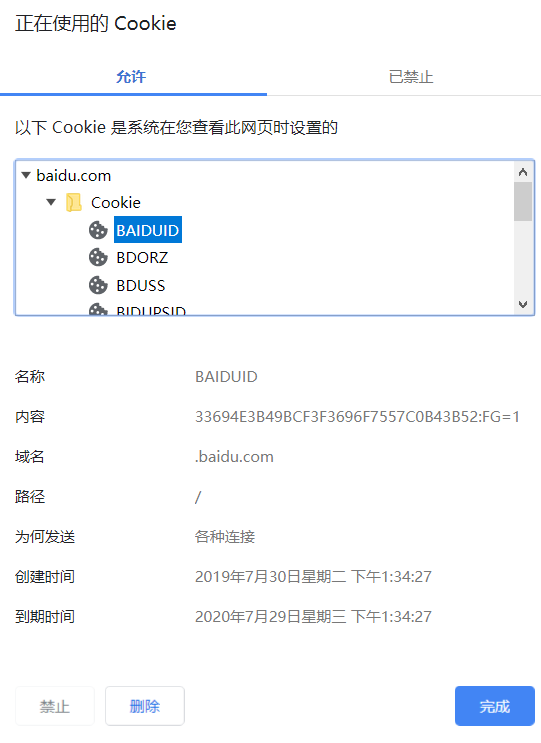 正在使用的 Cookie
允许 已禁止
以下 Cookie 是系统在您查看此网页时设置的
baidu.com
Cookie
BAIDUID
BDORZ
BDUSS
BIDUPSID
名称 BAIDUID
内容 33694E3B49BCF3F3696F7557C0B43B52:FG=1
域名 .baidu.com
路径 /
为何发送 各种连接
创建时间 2019年7月30日星期二 下午1:34:27
到期时间 2020年7月29日星期三 下午1:34:27
禁止 删除 完成